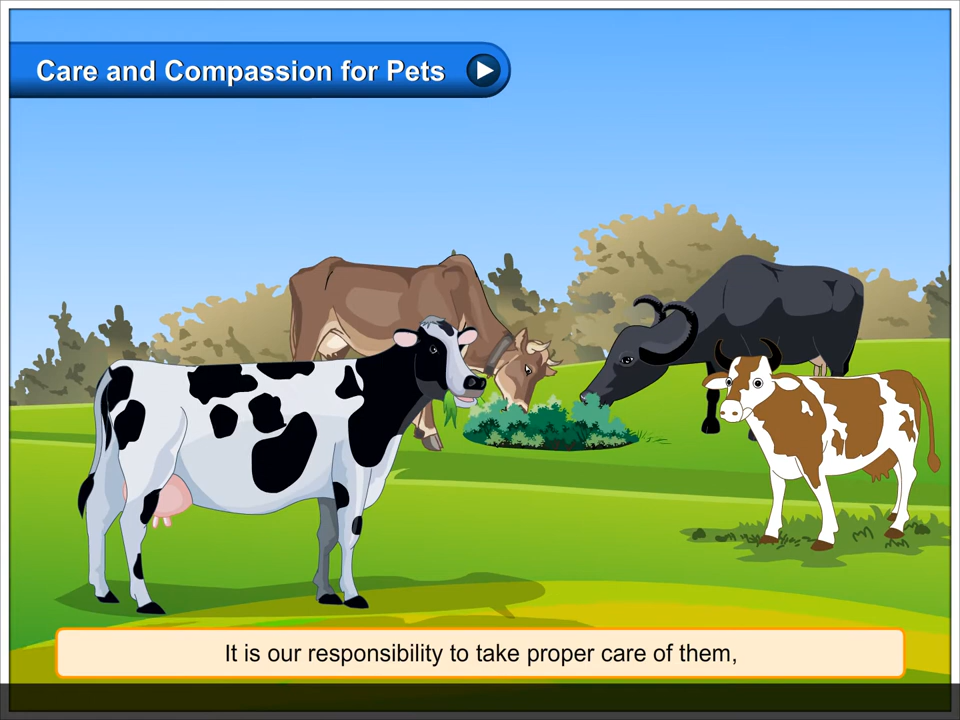 Care and Compassion for Pets
It is our responsibility to take proper care of them,